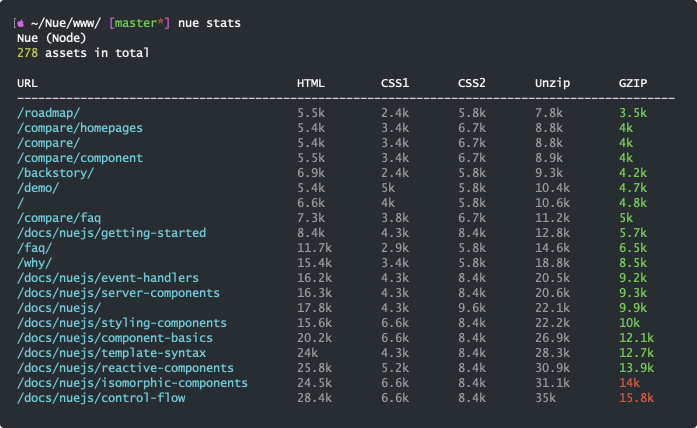 ~/Nue/www/ [master*] nue stats
Nue (Node)
278 assets in total
URL HTML CSS1 CSS2 Unzip GZIP
/roadmap/ 5.5k 2.4k 5.8k 7.8k 3.5k
/compare/homepages 5.4k 3.4k 6.7k 8.8k 4k
/compare/ 5.4k 3.4k 6.7k 8.8k 4k
/compare/component 5.5k 3.4k 6.7k 8.9k 4k
/backstory/ 6.9k 2.4k 5.8k 9.3k 4.2k
/demo/ 5.4k 5k 5.8k 10.4k 4.7k
/ 6.6k 4k 5.8k 10.6k 4.8k
/compare/faq 7.3k 3.8k 6.7k 11.2k 5k
/docs/nuejs/getting-started 8.4k 4.3k 8.4k 12.8k 5.7k
/faq/ 11.7k 2.9k 5.8k 14.6k 6.5k
/why/ 15.4k 3.4k 5.8k 18.8k 8.5k
/docs/nuejs/event-handlers 16.2k 4.3k 8.4k 20.5k 9.2k
/docs/nuejs/server-components 16.3k 4.3k 8.4k 20.6k 9.3k
/docs/nuejs/ 17.8k 4.3k 9.6k 22.1k 9.9k
/docs/nuejs/styling-components 15.6k 6.6k 8.4k 22.2k 10k
/docs/nuejs/component-basics 20.2k 6.6k 8.4k 26.9k 12.1k
/docs/nuejs/template-syntax 24k 4.3k 8.4k 28.3k 12.7k
/docs/nuejs/reactive-components 25.8k 5.2k 8.4k 30.9k 13.9k
/docs/nuejs/isomorphic-components 24.5k 6.6k 8.4k 31.1k 14k
/docs/nuejs/control-flow 28.4k 6.6k 8.4k 35k 15.8k